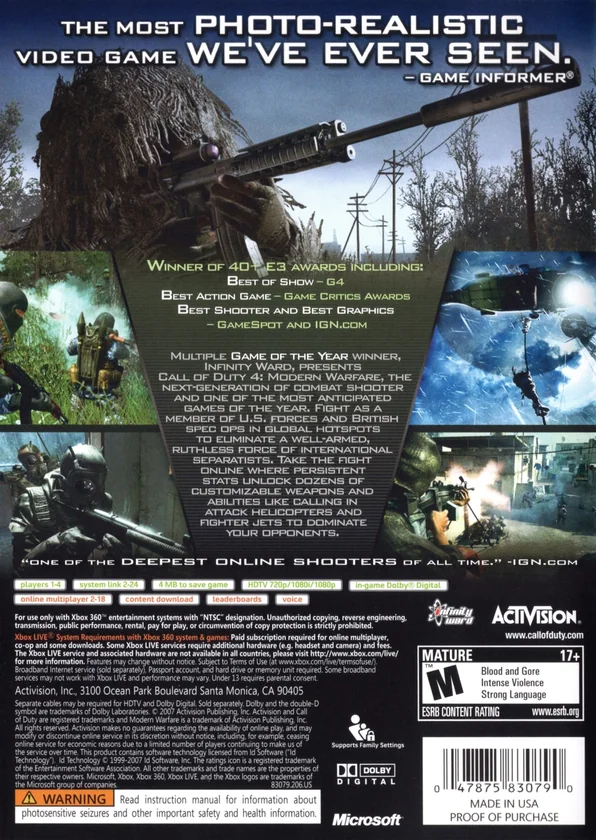 THE MOST PHOTO-REALISTIC
VIDEO GAME WE'VE EVER SEEN.
– GAME INFORMER®
WINNER OF 40+ E3 AWARDS INCLUDING:
BEST OF SHOW – G4
BEST ACTION GAME – GAME CRITICS AWARDS
BEST SHOOTER AND BEST GRAPHICS
– GAMESPOT AND IGN.COM
MULTIPLE GAME OF THE YEAR WINNER,
INFINITY WARD, PRESENTS
CALL OF DUTY 4: MODERN WARFARE, THE
NEXT-GENERATION OF COMBAT SHOOTER
AND ONE OF THE MOST ANTICIPATED
GAMES OF THE YEAR. FIGHT AS A
MEMBER OF U.S. FORCES AND BRITISH
SPEC OPS IN GLOBAL HOTSPOTS
TO ELIMINATE A WELL-ARMED,
RUTHLESS FORCE OF INTERNATIONAL
SEPARATISTS. TAKE THE FIGHT
ONLINE WHERE PERSISTENT
STATS UNLOCK DOZENS OF
CUSTOMIZABLE WEAPONS AND
ABILITIES LIKE CALLING IN
ATTACK HELICOPTERS AND
FIGHTER JETS TO DOMINATE
YOUR OPPONENTS.
"ONE OF THE DEEPEST ONLINE SHOOTERS OF ALL TIME." -IGN.COM
players 1-4 system link 2-24 4 MB to save game HDTV 720p/1080i/1080p in-game Dolby® Digital
online multiplayer 2-18 content download leaderboards voice
For use only with Xbox 360™ entertainment systems with "NTSC" designation. Unauthorized copying, reverse engineering,
transmission, public performance, rental, pay for play, or circumvention of copy protection is strictly prohibited.
Xbox LIVE® System Requirements with Xbox 360 system & games: Paid subscription required for online multiplayer,
co-op and some downloads. Some Xbox LIVE services require additional hardware (e.g. headset and camera) and fees.
The Xbox LIVE service and associated hardware are not available in all countries, please visit http://www.xbox.com/live/
for more information. Features may change without notice. Subject to Terms of Use (at www.xbox.com/live/termsofuse/).
Broadband Internet service (sold separately). Passport account, and hard drive or memory unit required. Some broadband
services may not work with Xbox LIVE and performance may vary. Under 13 requires parental consent.
Activision, Inc., 3100 Ocean Park Boulevard Santa Monica, CA 90405
Separate cables may be required for HDTV and Dolby Digital. Sold separately. Dolby and the double-D
symbol are trademarks of Dolby Laboratories. © 2007 Activision Publishing, Inc. Activision and Call
of Duty are registered trademarks and Modern Warfare is a trademark of Activision Publishing, Inc.
All rights reserved. Activision makes no guarantees regarding the availability of online play, and may
modify or discontinue online service in its discretion without notice, including, for example, ceasing
online service for economic reasons due to a limited number of players continuing to make us of
the service over time. This product contains software technology licensed from Id Software ("Id
Technology"). Id Technology © 1999-2007 Id Software, Inc. The ratings icon is a registered trademark
of the Entertainment Software Association. All other trademarks and trade names are the properties of
their respective owners. Microsoft, Xbox, Xbox 360, Xbox LIVE, and the Xbox logos are trademarks of
the Microsoft group of companies. 83079.206.US
WARNING Read instruction manual for information about
photosensitive seizures and other important safety and health information.
Supports Family Settings
DOLBY
DIGITAL
Microsoft
Infinity
Ward
ACTIVISION.
www.callofduty.com
MATURE 17+
M™
Blood and Gore
Intense Violence
Strong Language
ESRB CONTENT RATING www.esrb.org
0 47875 83079 0
MADE IN USA
PROOF OF PURCHASE